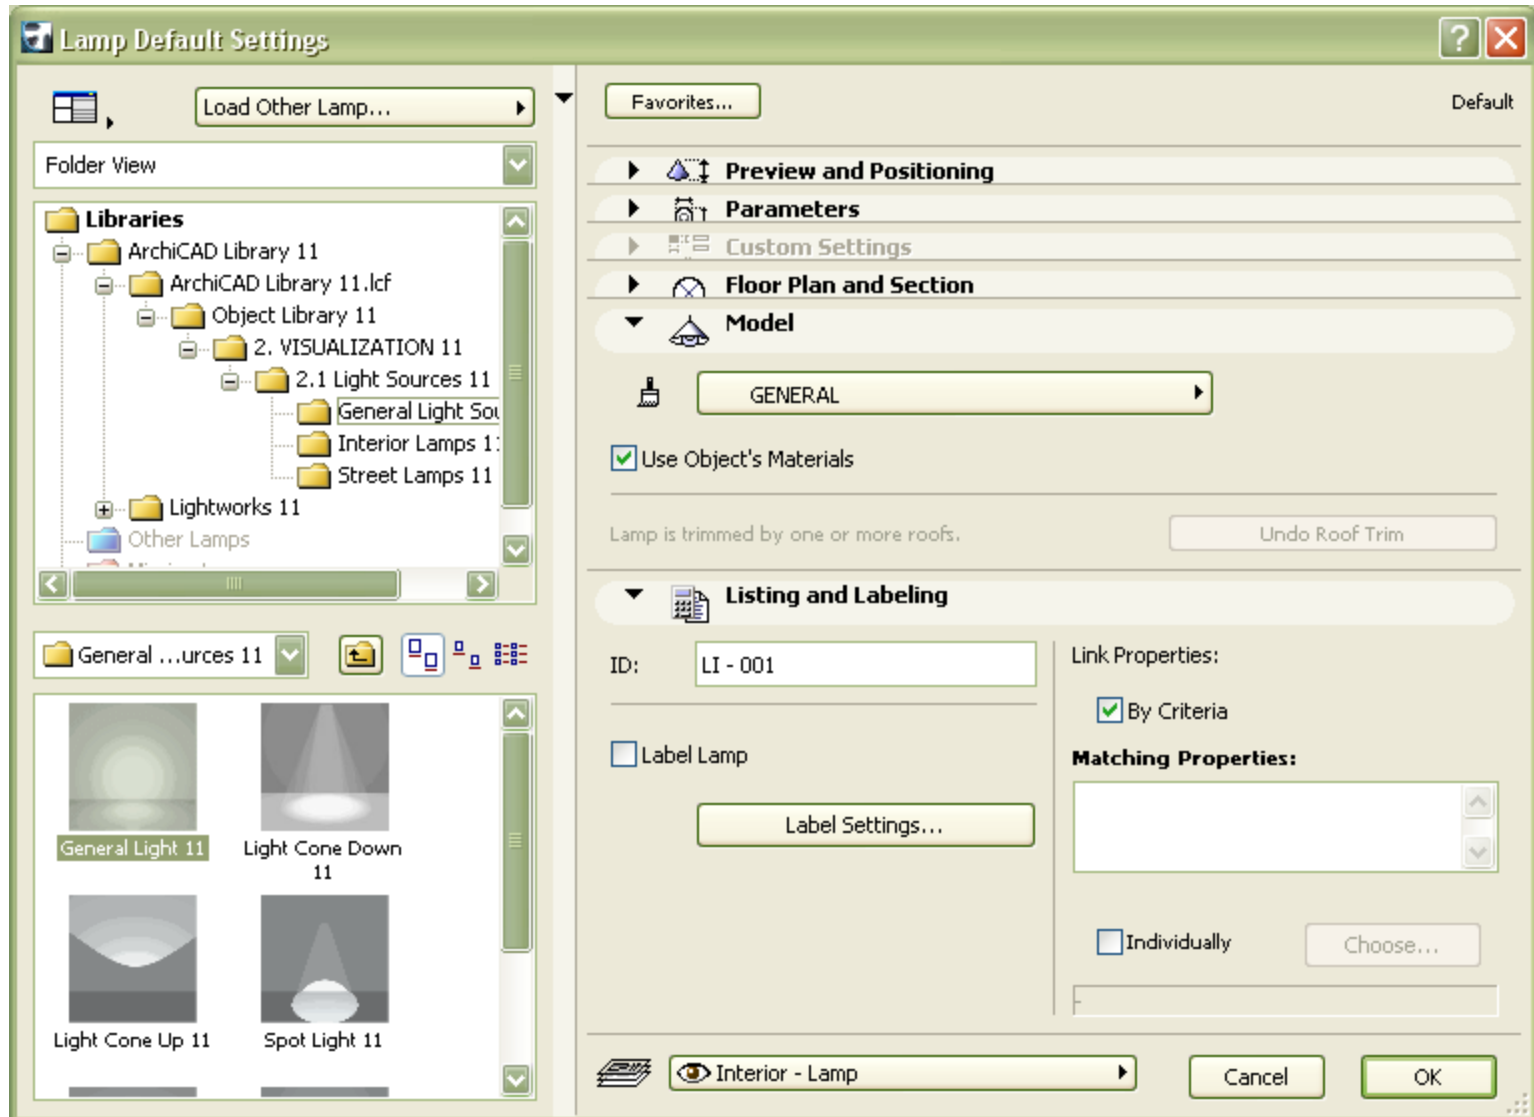 Lamp Default Settings
Load Other Lamp...
Folder View
Libraries
ArchiCAD Library 11
ArchiCAD Library 11.lcf
Object Library 11
2. VISUALIZATION 11
2.1 Light Sources 11
General Light Sou
Interior Lamps 11
Street Lamps 11
Lightworks 11
Other Lamps
General ...urces 11
General Light 11
Light Cone Down
11
Light Cone Up 11
Spot Light 11
Favorites...
Default
Preview and Positioning
Parameters
Custom Settings
Floor Plan and Section
Model
GENERAL
Use Object's Materials
Lamp is trimmed by one or more roofs.
Undo Roof Trim
Listing and Labeling
ID:
LI - 001
Label Lamp
Label Settings...
Link Properties:
By Criteria
Matching Properties:
Individually
Choose...
-
Interior - Lamp
Cancel
OK